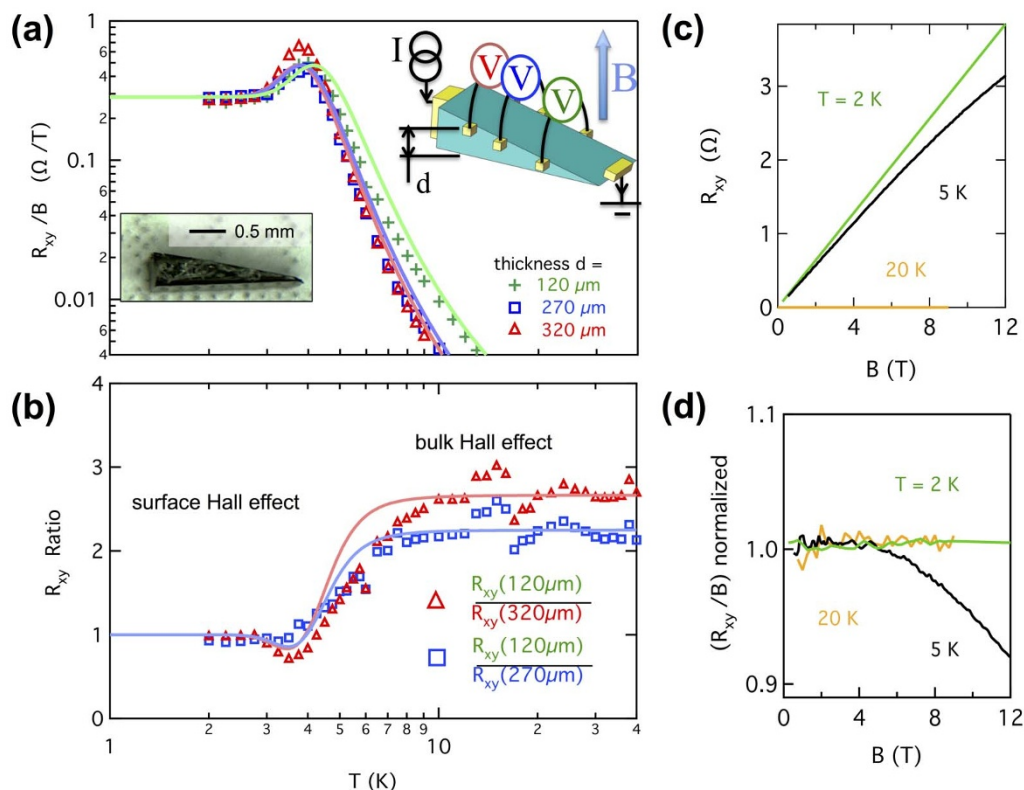 (a)
1
8
6
4
2
0.1
8
6
4
2
0.01
8
6
4
R_xy /B (Ω /T)
I
V
V
V
B
d
0.5 mm
thickness d =
120 µm
270 µm
320 µm
(b)
4
3
2
1
0
R_xy Ratio
surface Hall effect
bulk Hall effect
R_xy(120µm)
R_xy(320µm)
R_xy(120µm)
R_xy(270µm)
1
2
3
4
5
6
7
8
9
10
2
3
4
T (K)
(c)
3
2
1
0
R_xy (Ω)
T = 2 K
5 K
20 K
0
4
8
12
B (T)
(d)
1.1
1.0
0.9
(R_xy /B) normalized
T = 2 K
20 K
5 K
0
4
8
12
B (T)